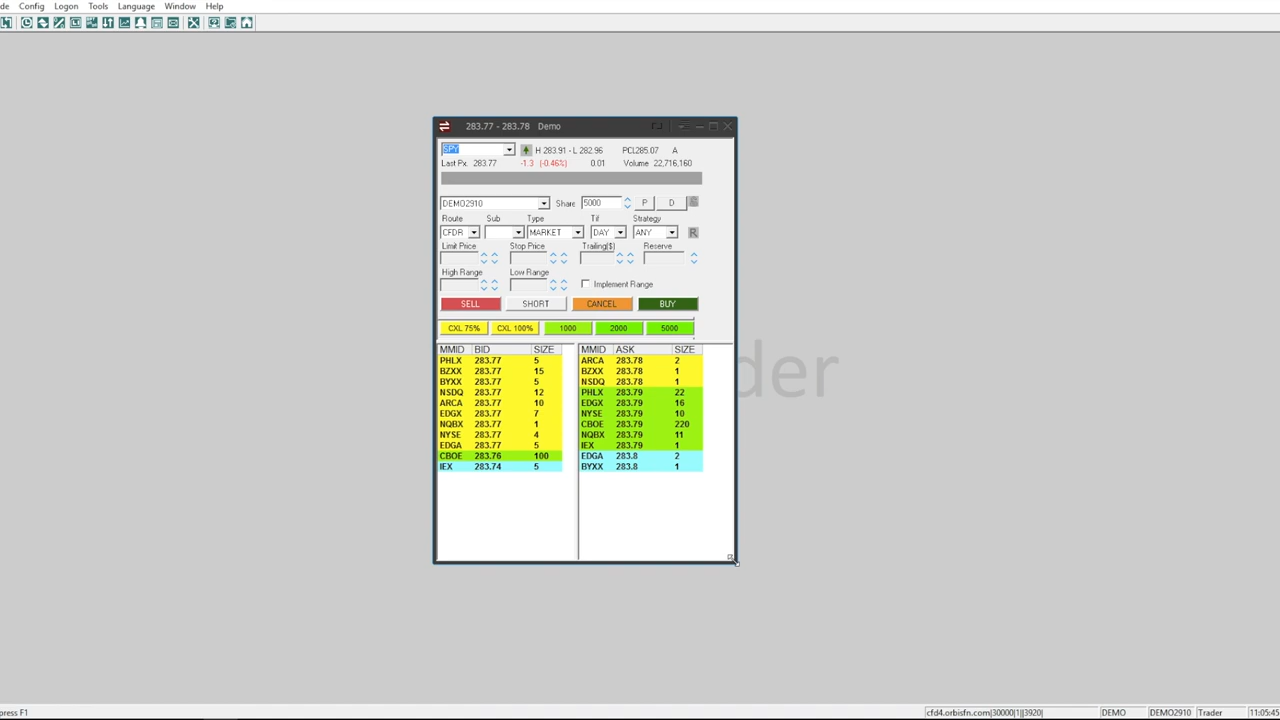 de Config Logon Tools Language Window Help
283.77 - 283.78 Demo
SPY H 283.91 - L 282.96 PCL285.07 A
Last Px. 283.77 -1.3 (-0.46%) 0.01 Volume 22,716,160
DEMO2910 Share 5000 P D
Route Sub Type Tif Strategy
CFDR MARKET DAY ANY R
Limit Price Stop Price Trailing($) Reserve
High Range Low Range
Implement Range
SELL SHORT CANCEL BUY
CXL 75% CXL 100% 1000 2000 5000
MMID BID SIZE MMID ASK SIZE
PHLX 283.77 5 ARCA 283.78 2
BZXX 283.77 15 BZXX 283.78 1
BYXX 283.77 5 NSDQ 283.78 1
NSDQ 283.77 12 PHLX 283.79 22
ARCA 283.77 10 EDGX 283.79 16
EDGX 283.77 7 NYSE 283.79 10
NQBX 283.77 1 CBOE 283.79 220
NYSE 283.77 4 NQBX 283.79 11
EDGA 283.77 5 IEX 283.79 1
CBOE 283.76 100 EDGA 283.8 2
IEX 283.74 5 BYXX 283.8 1
der
press F1 cfd4.orbisfn.com|30000|1||3920| DEMO DEMO2910 Trader 11:05:45